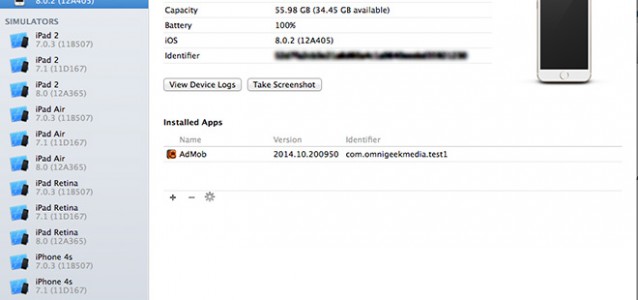 8.0.2 (12A405)
SIMULATORS
iPad 2
7.0.3 (11B507)
iPad 2
7.1 (11D167)
iPad 2
8.0 (12A365)
iPad Air
7.0.3 (11B507)
iPad Air
7.1 (11D167)
iPad Air
8.0 (12A365)
iPad Retina
7.0.3 (11B507)
iPad Retina
7.1 (11D167)
iPad Retina
8.0 (12A365)
iPhone 4s
7.0.3 (11B507)
iPhone 4s
7.1 (11D167)
Capacity 55.98 GB (34.45 GB available)
Battery 100%
iOS 8.0.2 (12A405)
Identifier
View Device Logs Take Screenshot
Installed Apps
Name Version Identifier
AdMob 2014.10.200950 com.omnigeekmedia.test1